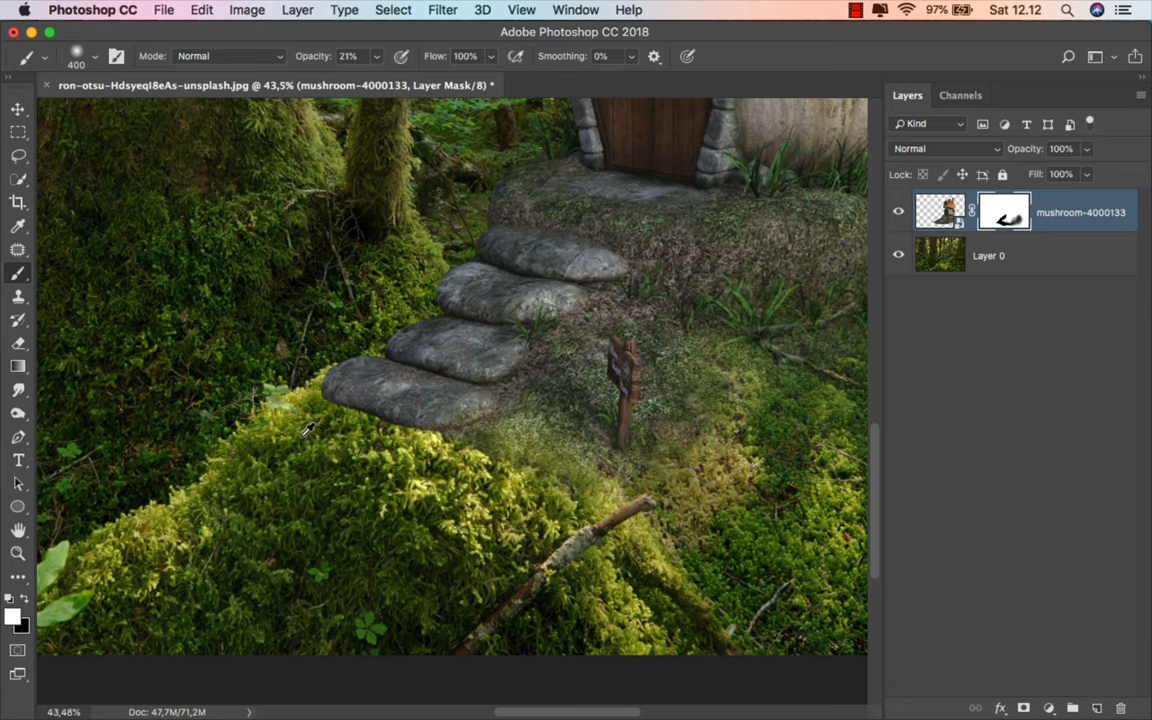 Photoshop CC File Edit Image Layer Type Select Filter 3D View Window Help 97% Sat 12.12
Adobe Photoshop CC 2018
400 Mode: Normal Opacity: 21% Flow: 100% Smoothing: 0%
ron-otsu-HdsyeqI8eAs-unsplash.jpg @ 43,5% (mushroom-4000133, Layer Mask/8) *
Layers Channels
Kind
Normal Opacity: 100%
Lock: Fill: 100%
mushroom-4000133
Layer 0
43,48% Doc: 47,7M/71,2M